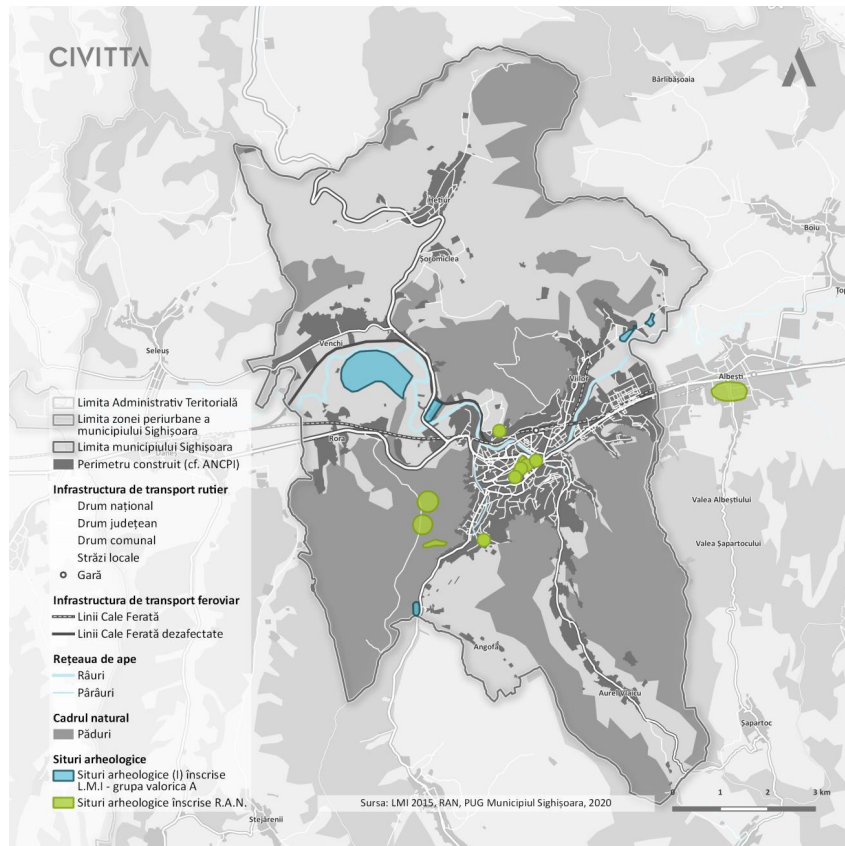 CIVITTA
Bârlibășoaia
Hetiur
Boiu
Șoromiclea
Țop
Venchi
Seleuș
Viilor
Albești
Limita Administrativ Teritorială
Limita zonei periurbane a
municipiului Sighișoara
Limita municipiului Sighișoara
Perimetru construit (cf. ANCPI)
Rora
Daneș
Infrastructura de transport rutier
Drum național
Drum județean
Drum comunal
Străzi locale
Gară
Valea Albeștiului
Valea Șapartocului
Infrastructura de transport feroviar
Linii Cale Ferată
Linii Cale Ferată dezafectate
Rețeaua de ape
Râuri
Pârâuri
Angofa
Aurel Vlaicu
Cadrul natural
Păduri
Șapartoc
Situri arheologice
Situri arheologice (I) înscrise
L.M.I - grupa valorica A
Situri arheologice înscrise R.A.N.
Sursa: LMI 2015, RAN, PUG Municipiul Sighișoara, 2020
0 1 2 3 km
Stejărenii